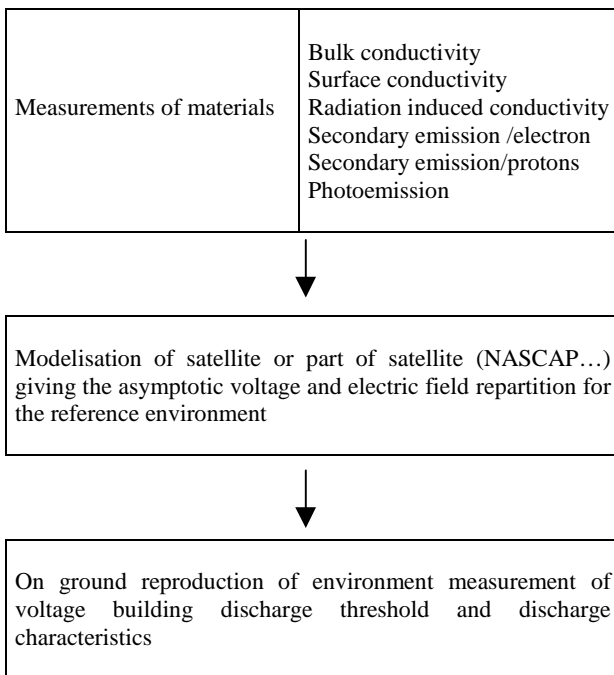 Measurements of materials
Bulk conductivity
Surface conductivity
Radiation induced conductivity
Secondary emission /electron
Secondary emission/protons
Photoemission
Modelisation of satellite or part of satellite (NASCAP…)
giving the asymptotic voltage and electric field repartition for
the reference environment
On ground reproduction of environment measurement of
voltage building discharge threshold and discharge
characteristics